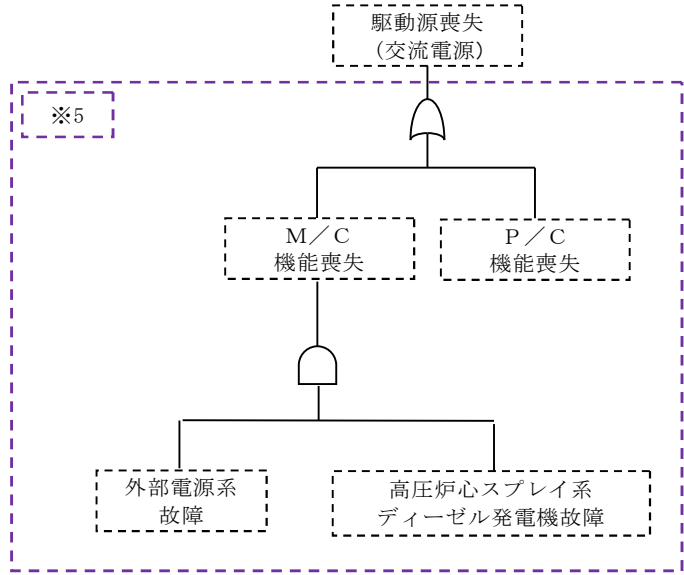 駆動源喪失
（交流電源）
※5
M／C
機能喪失
P／C
機能喪失
外部電源系
故障
高圧炉心スプレイ系
ディーゼル発電機故障